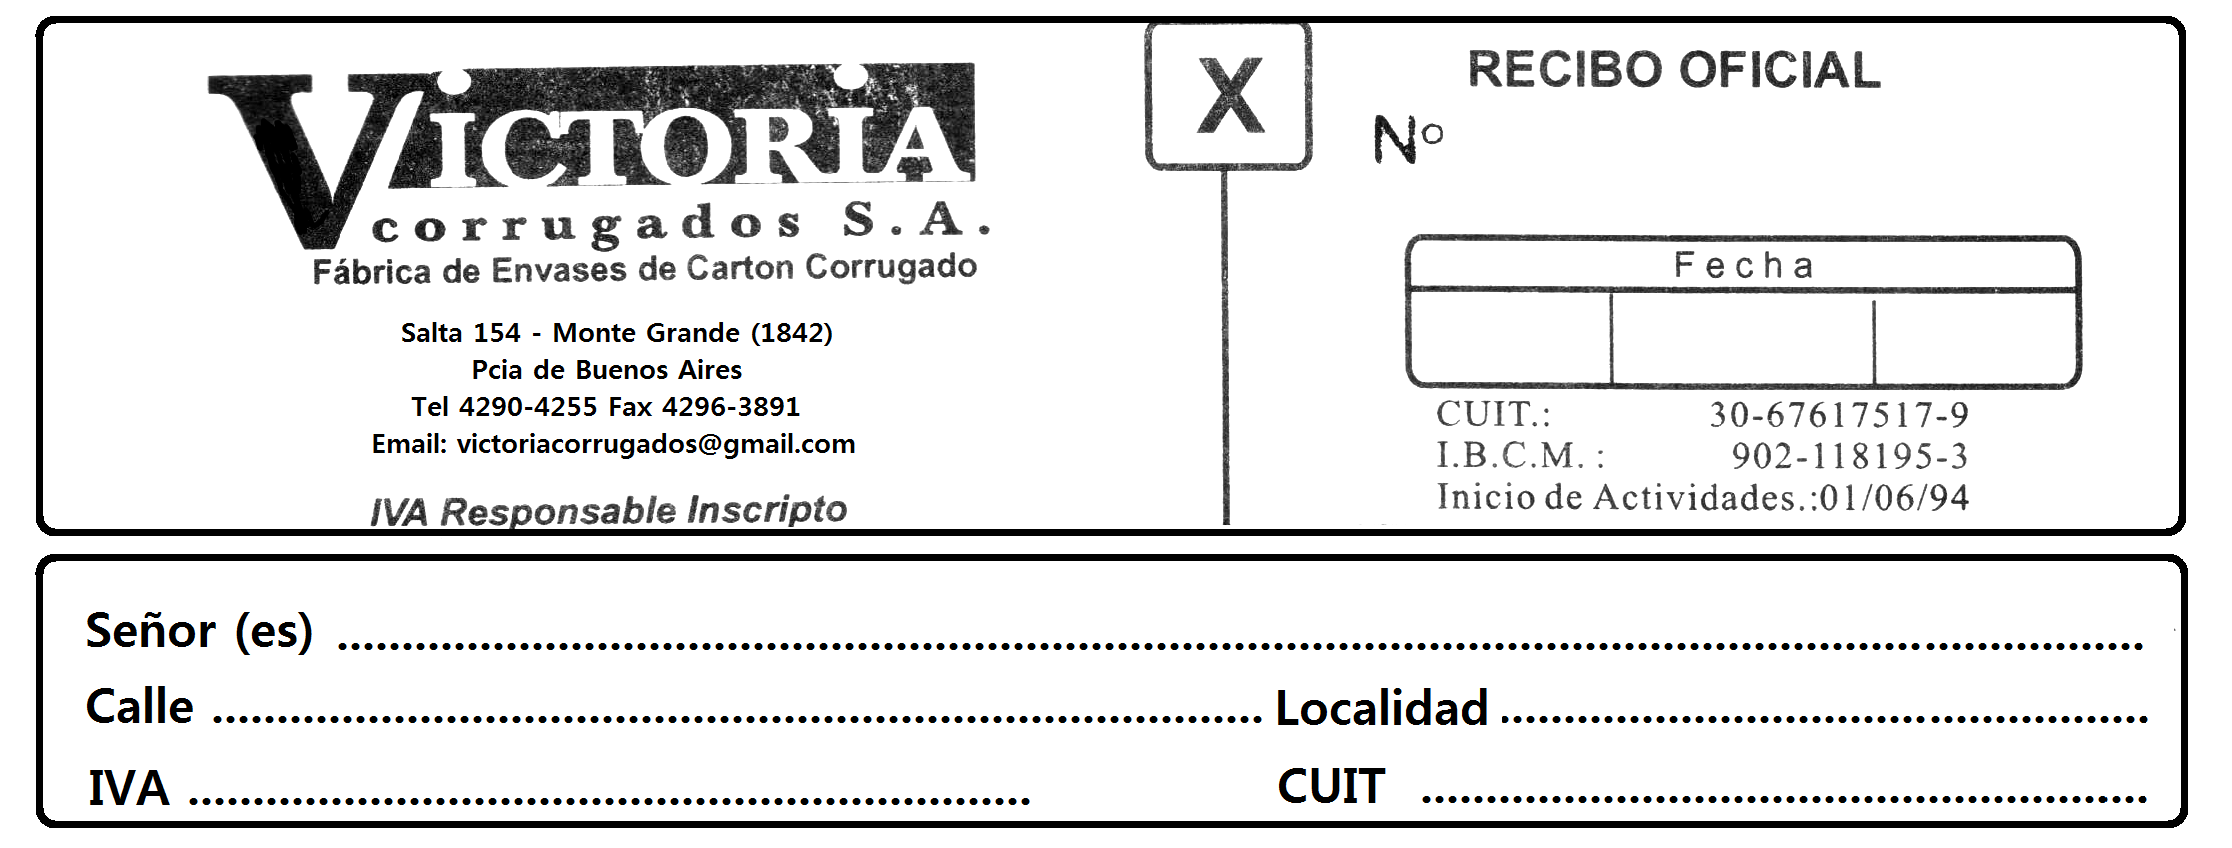 VICTORIA
corrugados S.A.
Fábrica de Envases de Carton Corrugado
Salta 154 - Monte Grande (1842)
Pcia de Buenos Aires
Tel 4290-4255 Fax 4296-3891
Email: victoriacorrugados@gmail.com
IVA Responsable Inscripto
X
RECIBO OFICIAL
Nº
Fecha
CUIT.: 30-67617517-9
I.B.C.M. : 902-118195-3
Inicio de Actividades.:01/06/94
Señor (es) ........................................................
Calle ........................................ Localidad ........................................
IVA ........................................ CUIT ........................................